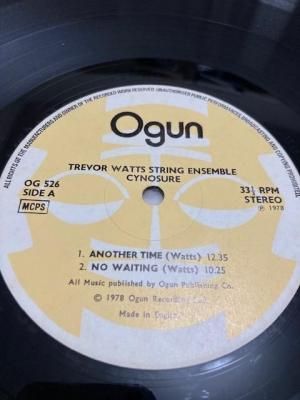 ALL RIGHTS OF THE MANUFACTURERS AND OWNER OF THE RECORDED WORK RESERVED. UNAUTHORISED PUBLIC PERFORMANCE BROADCASTING AND COPYING PROHIBITED
Ogun
TREVOR WATTS STRING ENSEMBLE
CYNOSURE
OG 526
SIDE A
MCPS
33⅓ RPM
STEREO
℗ 1978
1. ANOTHER TIME (Watts) 12.35
2. NO WAITING (Watts) 10.25
All Music published by Ogun Publishing Co.
© 1978 Ogun Recording
Made in